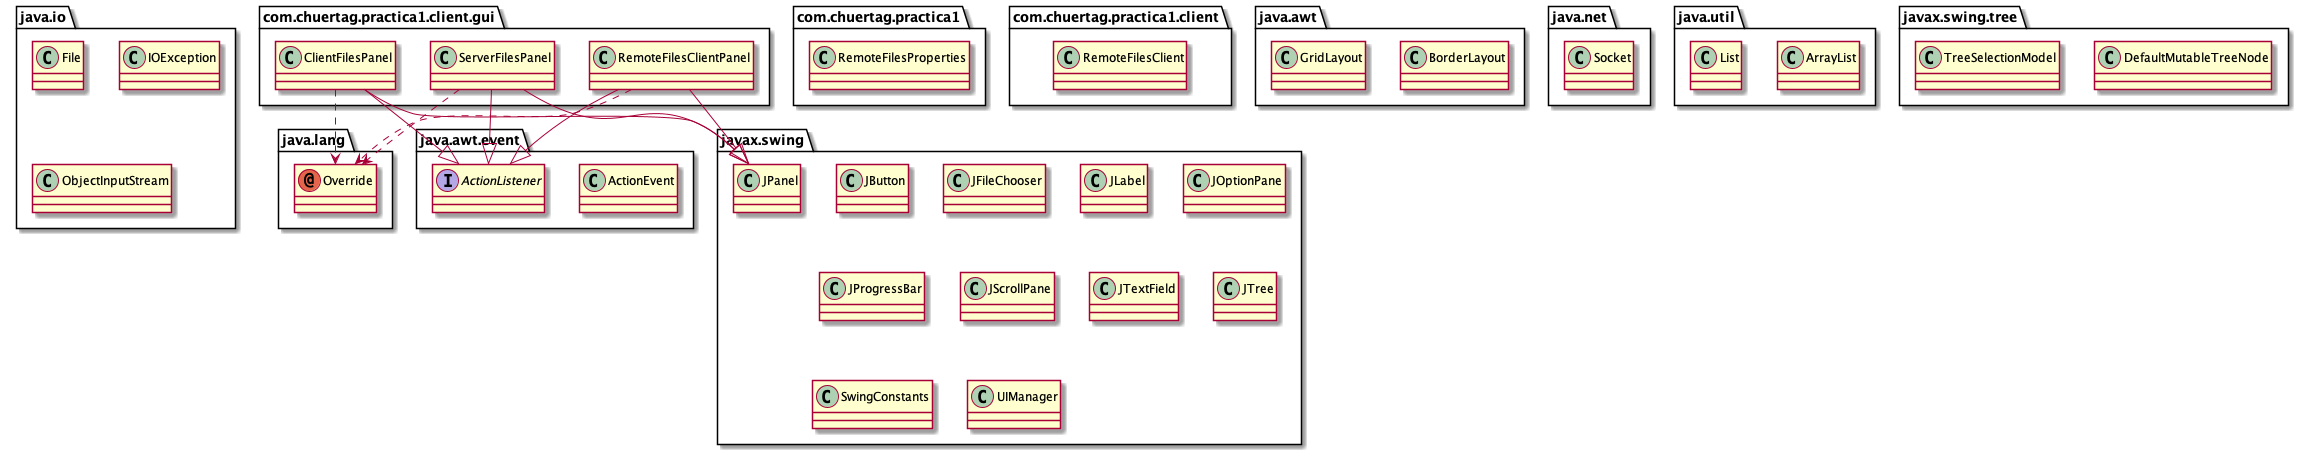 java.io
C File
C IOException
C ObjectInputStream
com.chuertag.practica1.client.gui
C ClientFilesPanel
C ServerFilesPanel
C RemoteFilesClientPanel
com.chuertag.practica1
C RemoteFilesProperties
com.chuertag.practica1.client
C RemoteFilesClient
java.awt
C GridLayout
C BorderLayout
java.net
C Socket
java.util
C List
C ArrayList
javax.swing.tree
C TreeSelectionModel
C DefaultMutableTreeNode
java.lang
@ Override
java.awt.event
I ActionListener
C ActionEvent
javax.swing
C JPanel
C JButton
C JFileChooser
C JLabel
C JOptionPane
C JProgressBar
C JScrollPane
C JTextField
C JTree
C SwingConstants
C UIManager